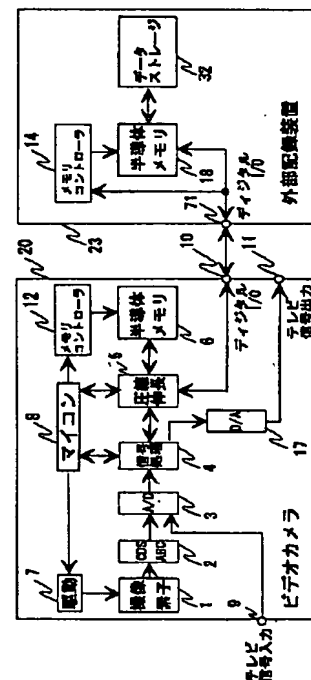 20
ビデオカメラ
7
駆動
8
マイコン
12
メモリ
コントローラ
撮像
素子
1
CDS
ABC
2
A/D
3
信号
処理
4
圧縮
伸長
半導体
メモリ
6
D/A
17
9
テレビ
信号入力
10
ディジタル
I/O
11
テレビ
信号出力
23
外部記録装置
14
メモリ
コントローラ
半導体
メモリ
18
データ
ストレージ
32
71
ディジタル
I/O